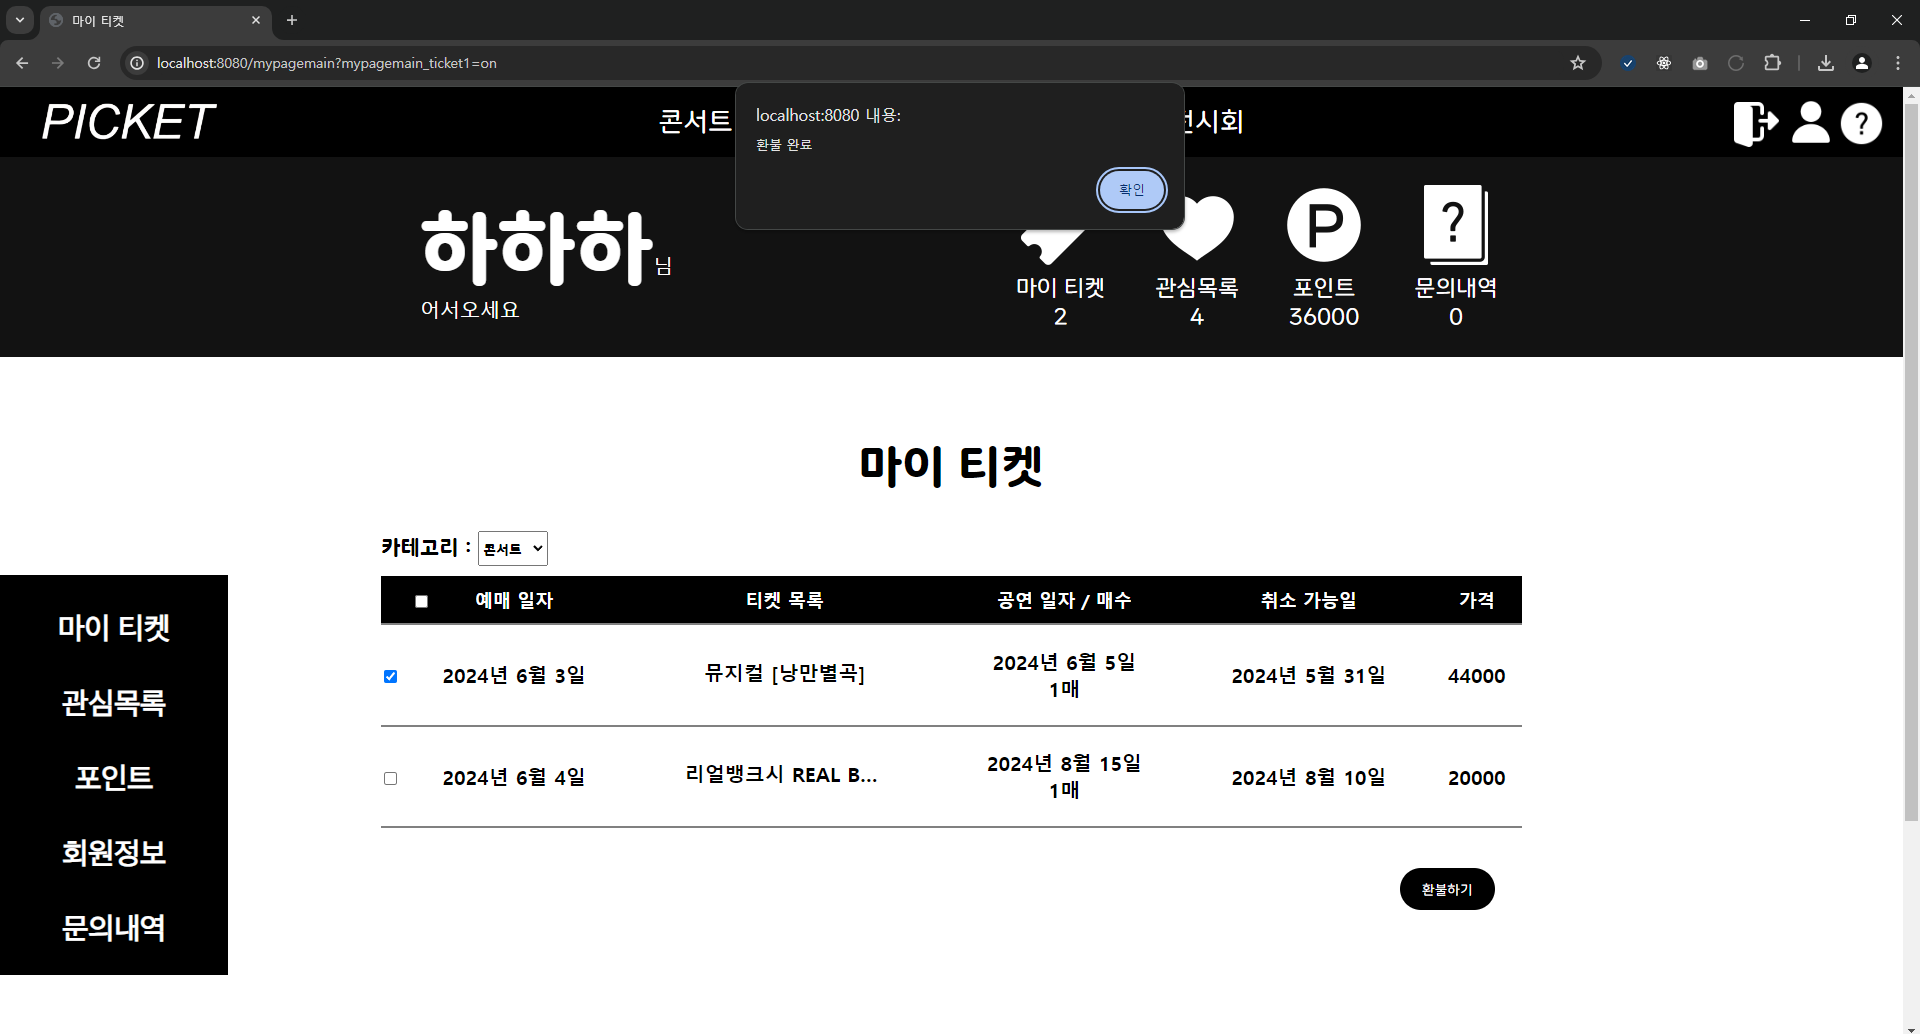 마이 티켓
localhost:8080/mypagemain?mypagemain_ticket1=on
localhost:8080 내용:
환불 완료
확인
PICKET
콘서트
전시회
?
하하하님
어서오세요
마이 티켓
2
관심목록
4
P
포인트
36000
?
문의내역
0
마이 티켓
카테고리 : 콘서트
예매 일자 티켓 목록 공연 일자 / 매수 취소 가능일 가격
2024년 6월 3일 뮤지컬 [낭만별곡] 2024년 6월 5일 1매 2024년 5월 31일 44000
2024년 6월 4일 리얼뱅크시 REAL B... 2024년 8월 15일 1매 2024년 8월 10일 20000
환불하기
마이 티켓
관심목록
포인트
회원정보
문의내역